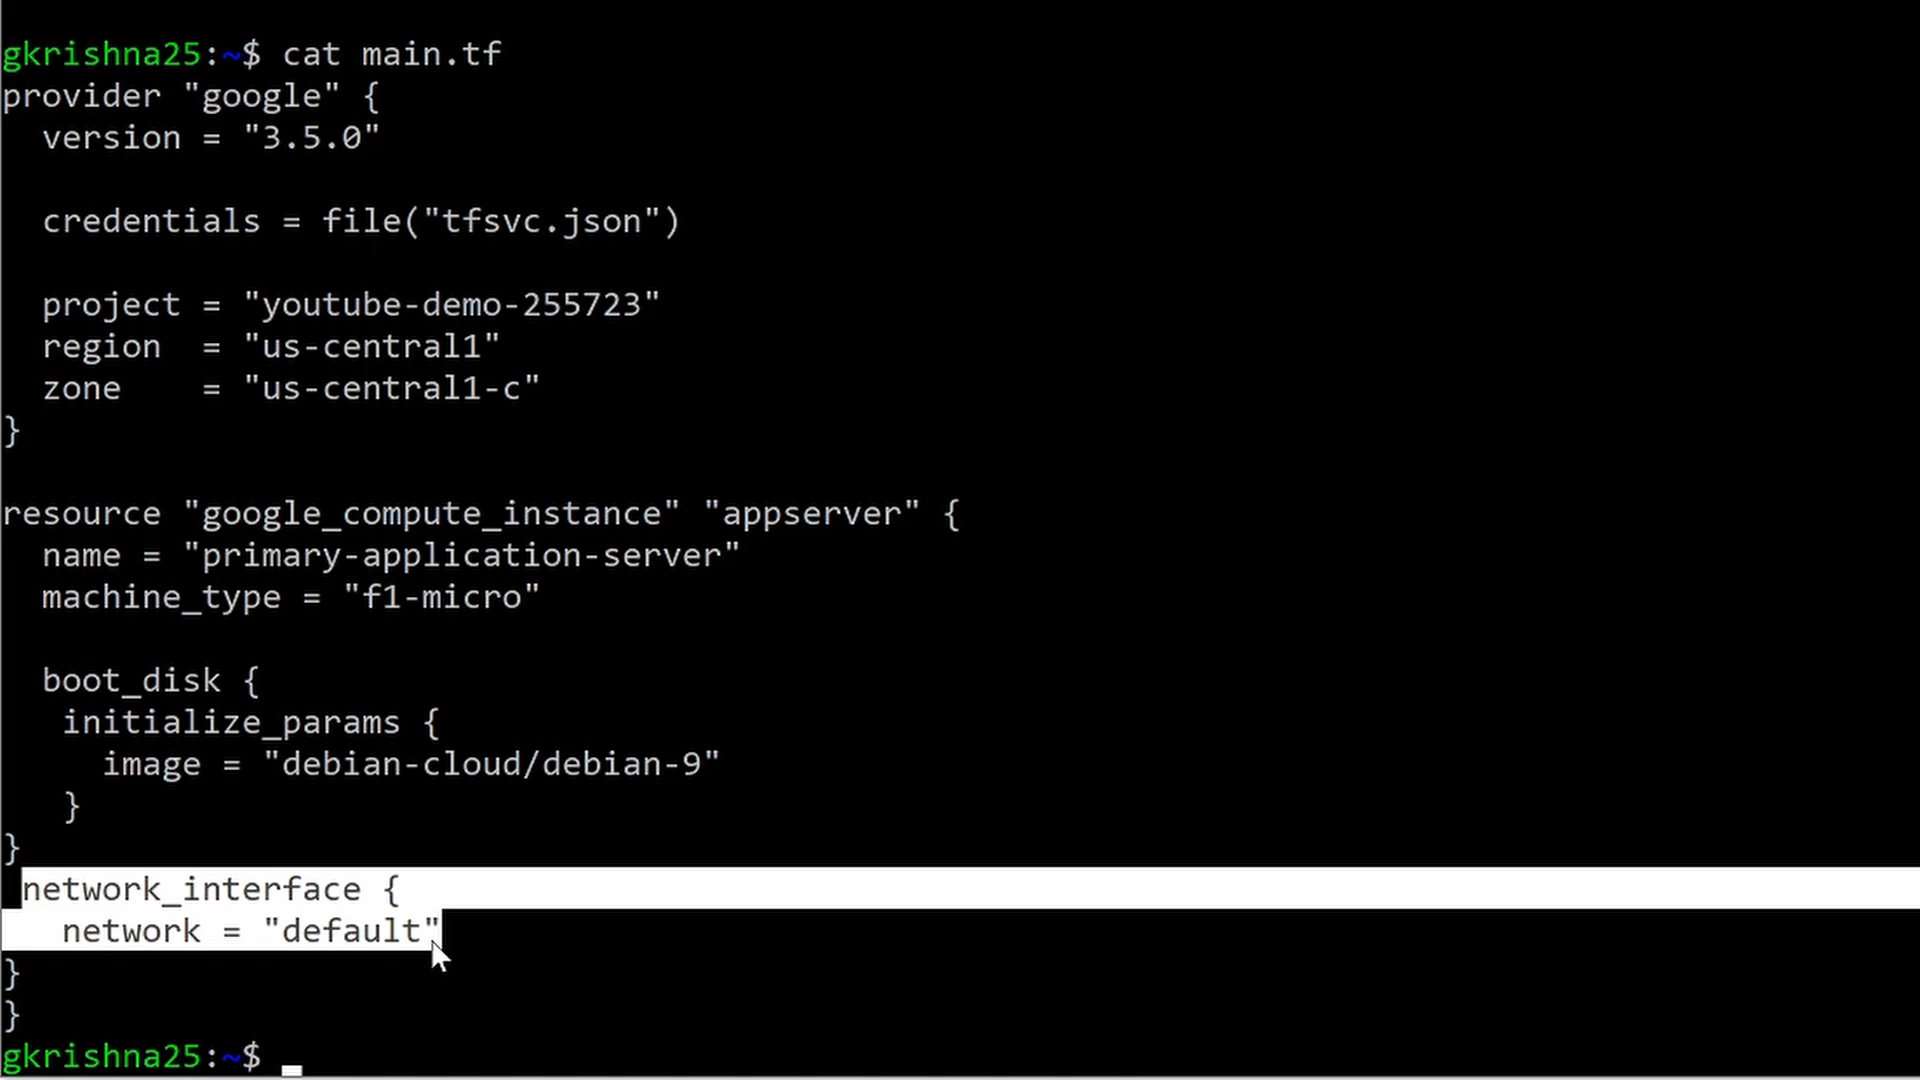 gkrishna25:~$ cat main.tf
provider "google" {
  version = "3.5.0"

  credentials = file("tfsvc.json")

  project = "youtube-demo-255723"
  region  = "us-central1"
  zone    = "us-central1-c"
}

resource "google_compute_instance" "appserver" {
  name = "primary-application-server"
  machine_type = "f1-micro"

  boot_disk {
   initialize_params {
     image = "debian-cloud/debian-9"
   }
}
 network_interface {
   network = "default"
}
}
gkrishna25:~$